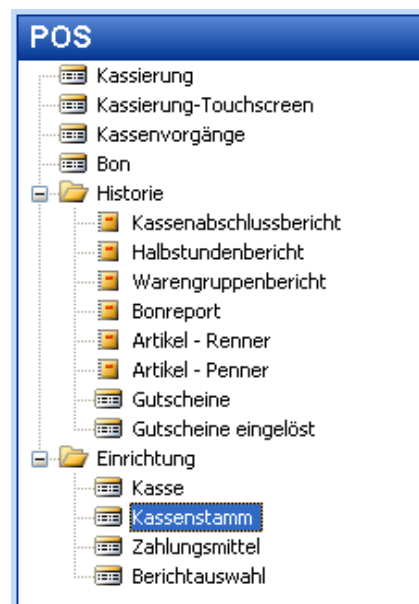 POS
Kassierung
Kassierung-Touchscreen
Kassenvorgänge
Bon
Historie
Kassenabschlussbericht
Halbstundenbericht
Warengruppenbericht
Bonreport
Artikel - Renner
Artikel - Penner
Gutscheine
Gutscheine eingelöst
Einrichtung
Kasse
Kassenstamm
Zahlungsmittel
Berichtauswahl